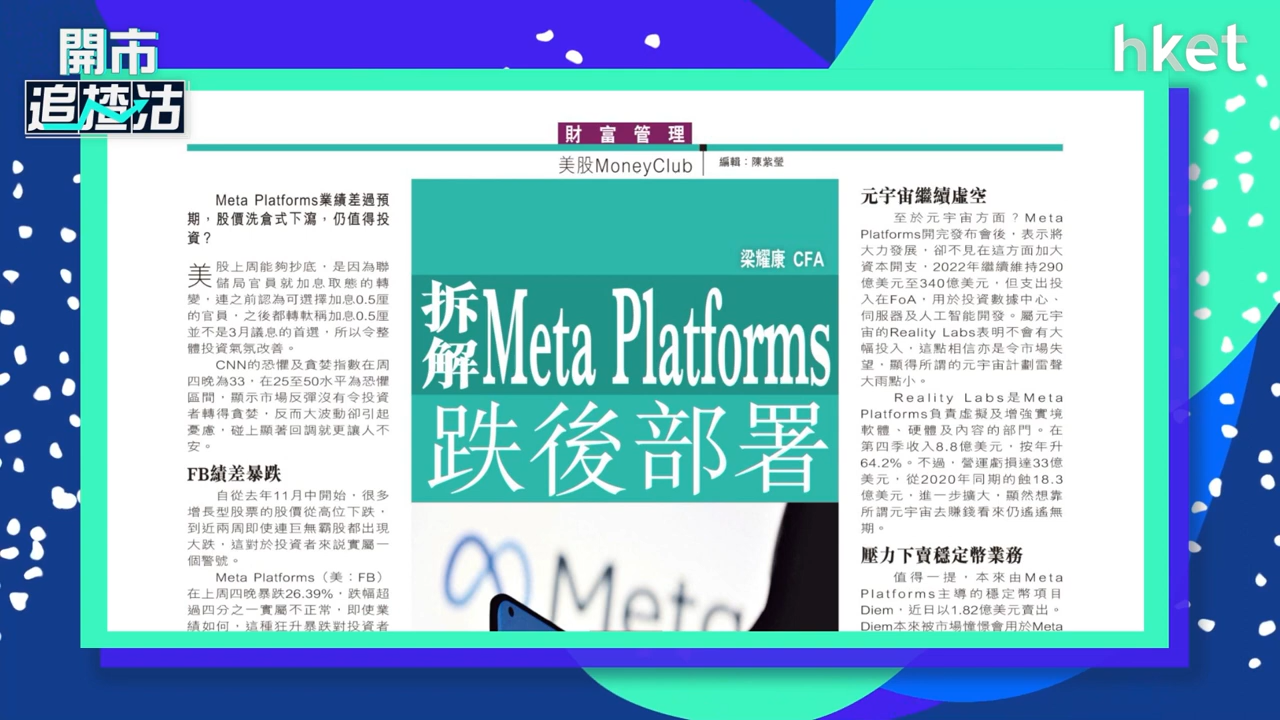 開市
追揸沽
hket
財富管理
美股MoneyClub
編輯：陳紫瑩
Meta Platforms業績差過預
期，股價洗倉式下瀉，仍值得投
資？
美股上周能夠抄底，是因為聯
儲局官員就加息取態的轉
變，連之前認為可選擇加息0.5厘
的官員，之後都轉軚稱加息0.5厘
並不是3月議息的首選，所以令整
體投資氣氛改善。
CNN的恐懼及貪婪指數在周
四晚為33，在25至50水平為恐懼
區間，顯示市場反彈沒有令投資
者轉得貪婪，反而大波動卻引起
憂慮，碰上顯著回調就更讓人不
安。
FB績差暴跌
自從去年11月中開始，很多
增長型股票的股價從高位下跌，
到近兩周即使連巨無霸股都出現
大跌，這對於投資者來說實屬一
個警號。
Meta Platforms（美：FB）
在上周四晚暴跌26.39%，跌幅超
過四分之一實屬不正常，即使業
績如何，這種狂升暴跌對投資者
梁耀康 CFA
拆解Meta Platforms
跌後部署
Meta
元宇宙繼續虛空
至於元宇宙方面？Meta
Platforms開完發布會後，表示將
大力發展，卻不見在這方面加大
資本開支，2022年繼續維持290
億美元至340億美元，但支出投
入在FoA，用於投資數據中心、
伺服器及人工智能開發。屬元宇
宙的Reality Labs表明不會有大
幅投入，這點相信亦是令市場失
望，顯得所謂的元宇宙計劃雷聲
大雨點小。
Reality Labs是Meta
Platforms負責虛擬及增強實境
軟體、硬體及內容的部門。在
第四季收入8.8億美元，按年升
64.2%。不過，營運虧損達33億
美元，從2020年同期的蝕18.3
億美元，進一步擴大，顯然想靠
所謂元宇宙去賺錢看來仍遙遙無
期。
壓力下賣穩定幣業務
值得一提，本來由Meta
Platforms主導的穩定幣項目
Diem，近日以1.82億美元賣出。
Diem本來被市場憧憬會用於Meta